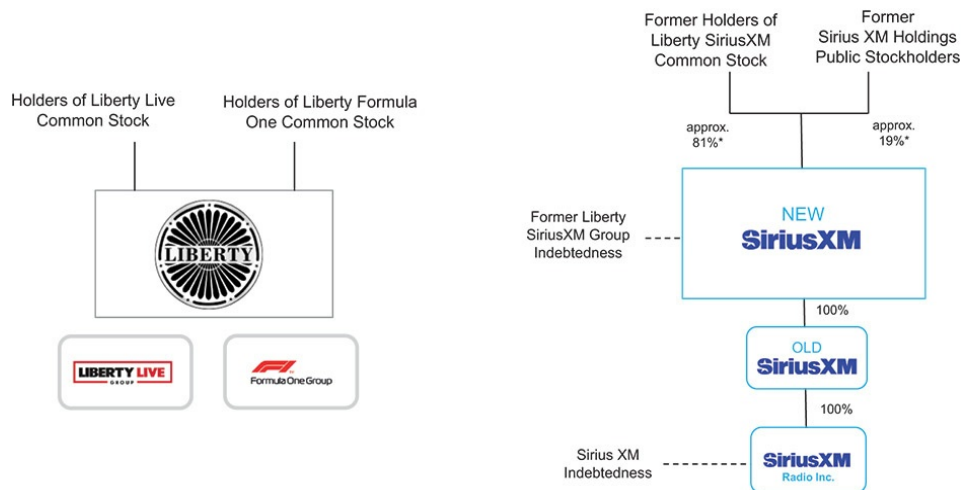 Holders of Liberty Live
Common Stock
Holders of Liberty Formula
One Common Stock
LIBERTY
LIBERTY LIVE
GROUP
F1
Formula One Group
Former Holders of
Liberty SiriusXM
Common Stock
Former
Sirius XM Holdings
Public Stockholders
approx.
81%*
approx.
19%*
Former Liberty
SiriusXM Group
Indebtedness
NEW
SiriusXM
100%
OLD
SiriusXM
100%
Sirius XM
Indebtedness
SiriusXM
Radio Inc.